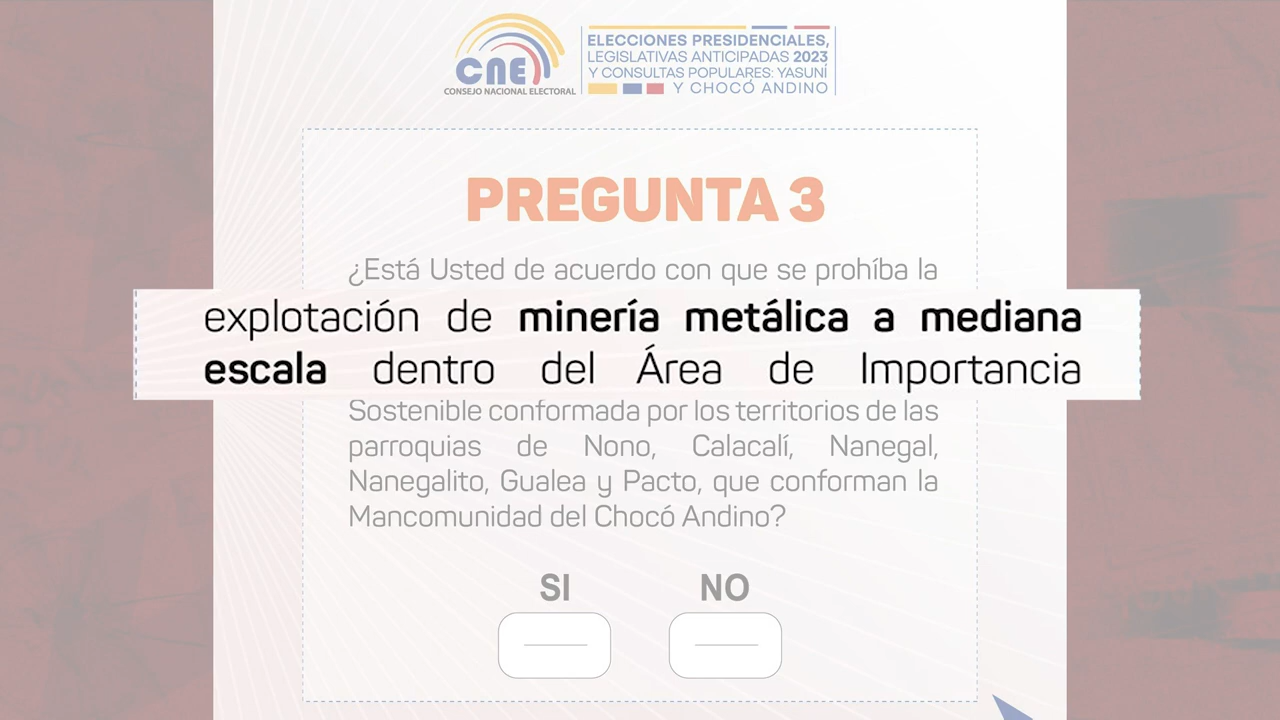 CNE
CONSEJO NACIONAL ELECTORAL
ELECCIONES PRESIDENCIALES,
LEGISLATIVAS ANTICIPADAS 2023
Y CONSULTAS POPULARES: YASUNÍ
Y CHOCÓ ANDINO
PREGUNTA 3
¿Está Usted de acuerdo con que se prohíba la
explotación de minería metálica a mediana
escala dentro del Área de Importancia
Sostenible conformada por los territorios de las
parroquias de Nono, Calacalí, Nanegal,
Nanegalito, Gualea y Pacto, que conforman la
Mancomunidad del Chocó Andino?
SI NO